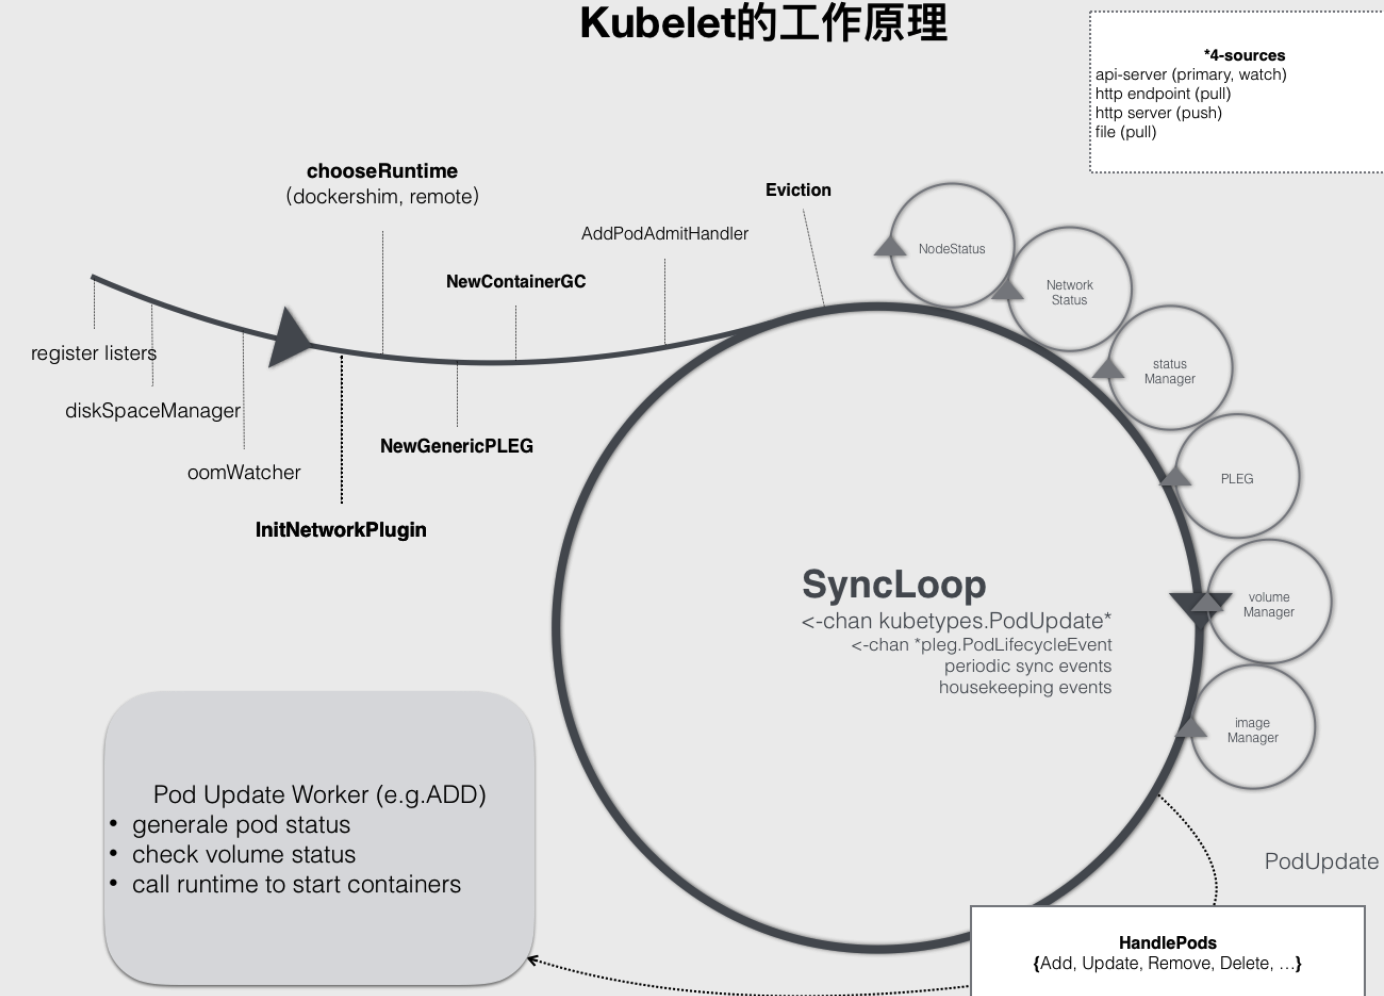 Kubelet的工作原理
*4-sources
api-server (primary, watch)
http endpoint (pull)
http server (push)
file (pull)
chooseRuntime
(dockershim, remote)
Eviction
AddPodAdmitHandler
NewContainerGC
NodeStatus
Network
Status
register listers
status
Manager
diskSpaceManager
NewGenericPLEG
oomWatcher
PLEG
InitNetworkPlugin
SyncLoop
<-chan kubetypes.PodUpdate*
<-chan *pleg.PodLifecycleEvent
periodic sync events
housekeeping events
volume
Manager
image
Manager
Pod Update Worker (e.g.ADD)
• generale pod status
• check volume status
• call runtime to start containers
PodUpdate
HandlePods
{Add, Update, Remove, Delete, ...}